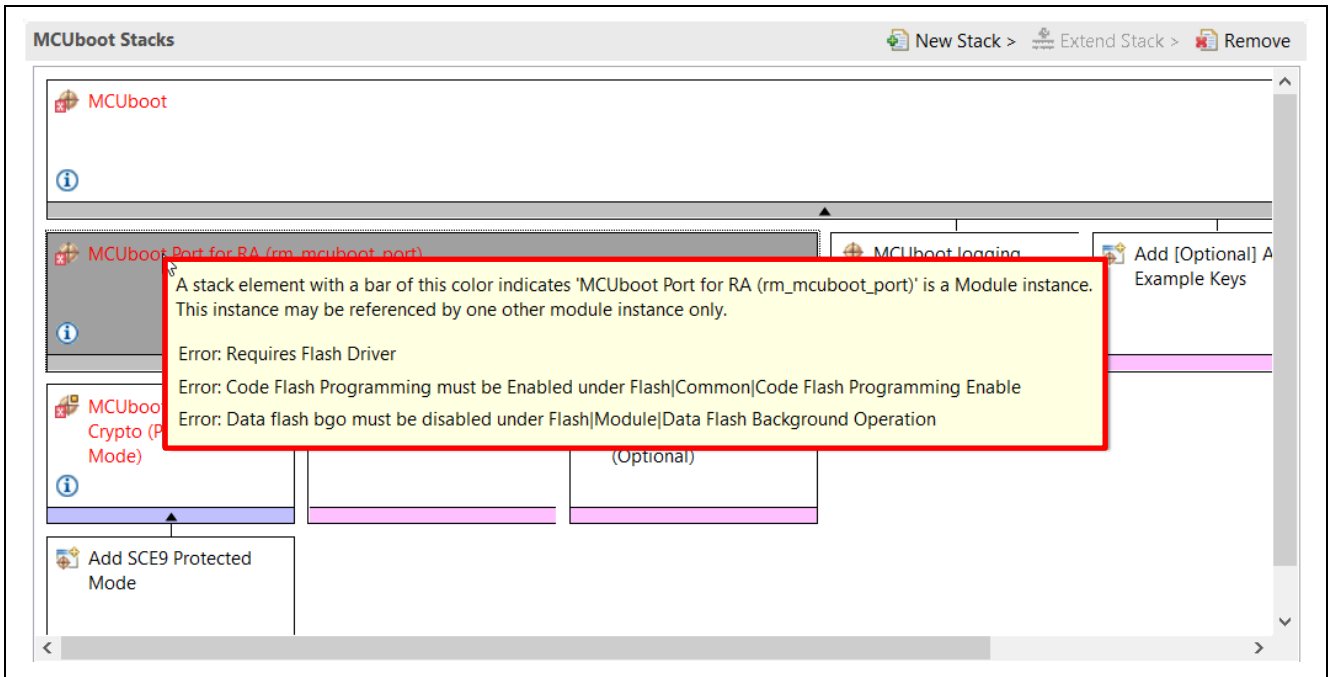 MCUboot Stacks
New Stack >
Extend Stack >
Remove
MCUboot
MCUboot Port for RA (rm_mcuboot_port)
MCUboot logging
Add [Optional] A
Example Keys
A stack element with a bar of this color indicates 'MCUboot Port for RA (rm_mcuboot_port)' is a Module instance.
This instance may be referenced by one other module instance only.
Error: Requires Flash Driver
Error: Code Flash Programming must be Enabled under Flash|Common|Code Flash Programming Enable
Error: Data flash bgo must be disabled under Flash|Module|Data Flash Background Operation
MCUboo
Crypto (P
Mode)
(Optional)
Add SCE9 Protected
Mode